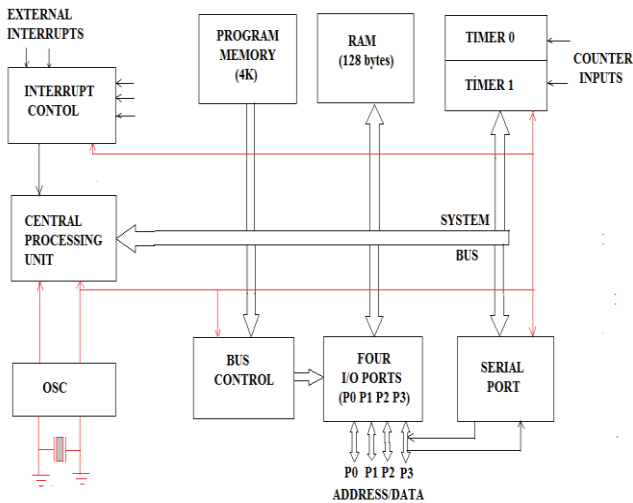 EXTERNAL
INTERRUPTS
INTERRUPT
CONTOL
PROGRAM
MEMORY
(4K)
RAM
(128 bytes)
TIMER 0
TIMER 1
COUNTER
INPUTS
CENTRAL
PROCESSING
UNIT
SYSTEM
BUS
OSC
BUS
CONTROL
FOUR
I/O PORTS
(P0 P1 P2 P3)
SERIAL
PORT
P0 P1 P2 P3
ADDRESS/DATA